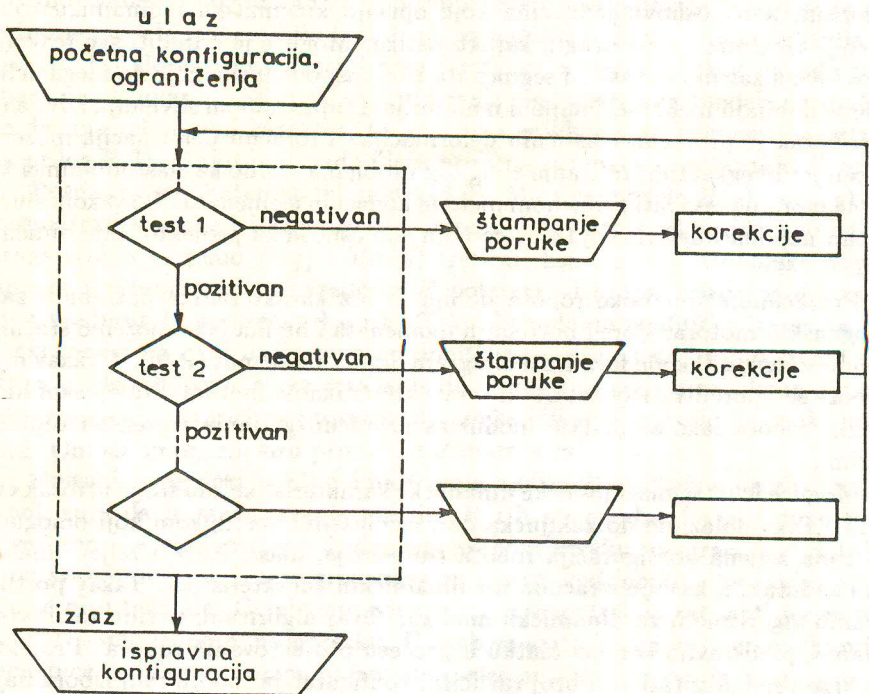 ulaz
početna konfiguracija,
ograničenja
test 1
negativan
štampanje
poruke
korekcije
pozitivan
test 2
negativan
štampanje
poruke
korekcije
pozitivan
izlaz
ispravna
konfiguracija